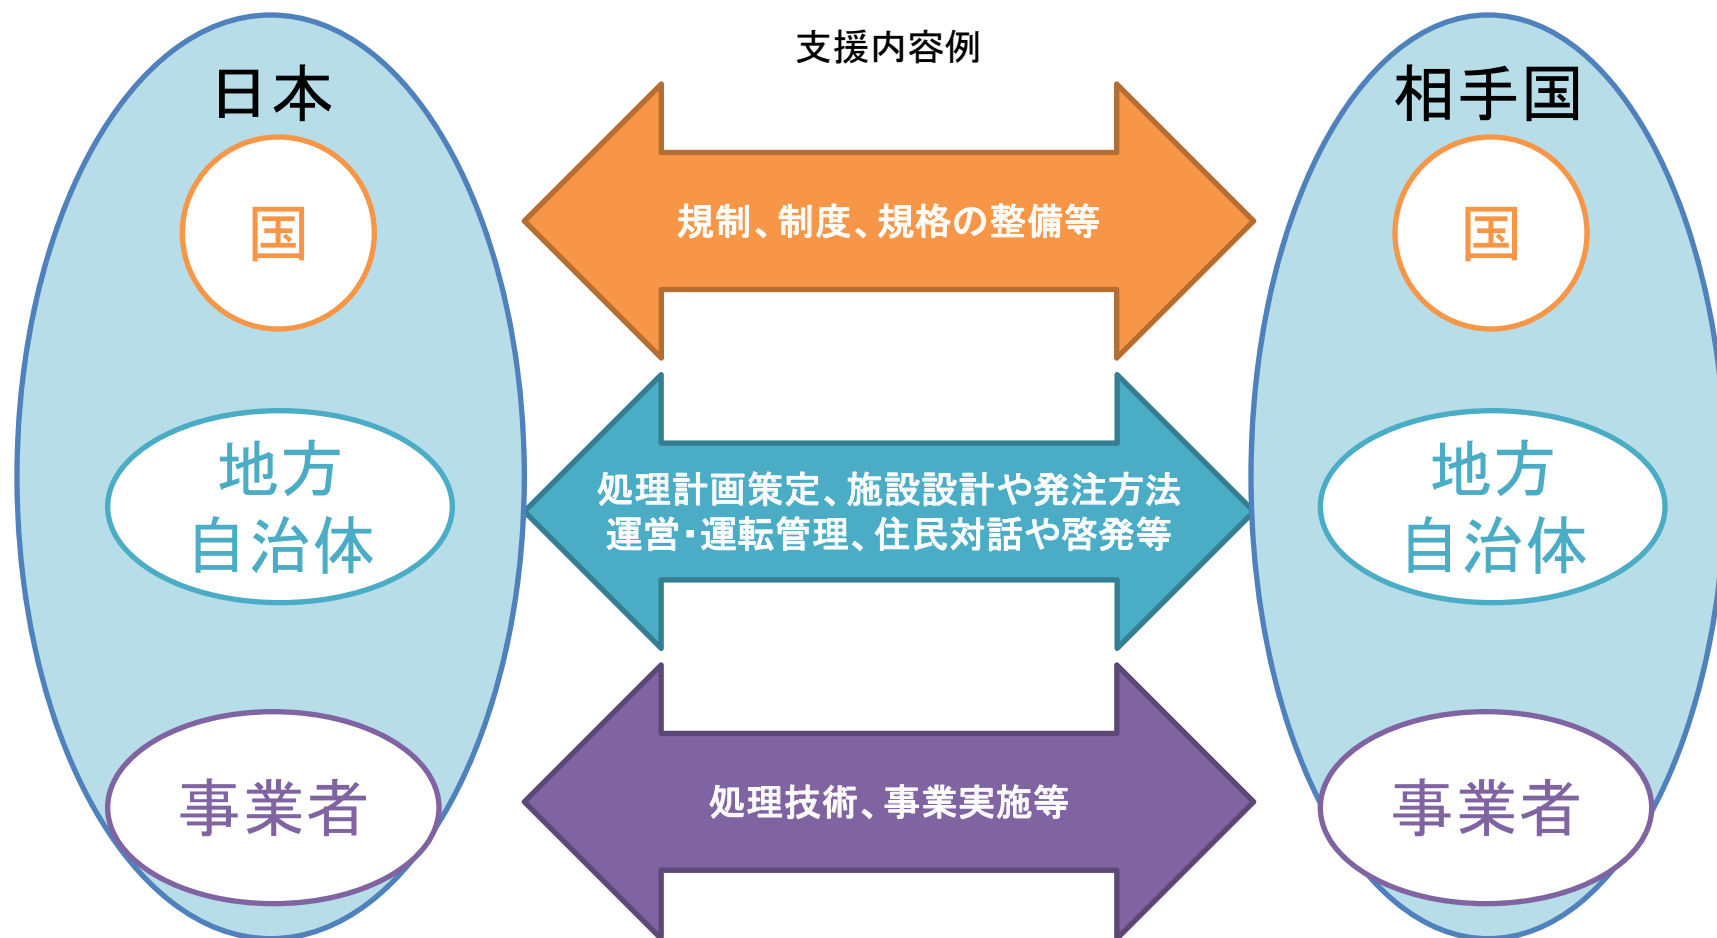 支援内容例
日本
相手国
国
規制、制度、規格の整備等
国
地方
自治体
処理計画策定、施設設計や発注方法
運営・運転管理、住民対話や啓発等
地方
自治体
事業者
処理技術、事業実施等
事業者